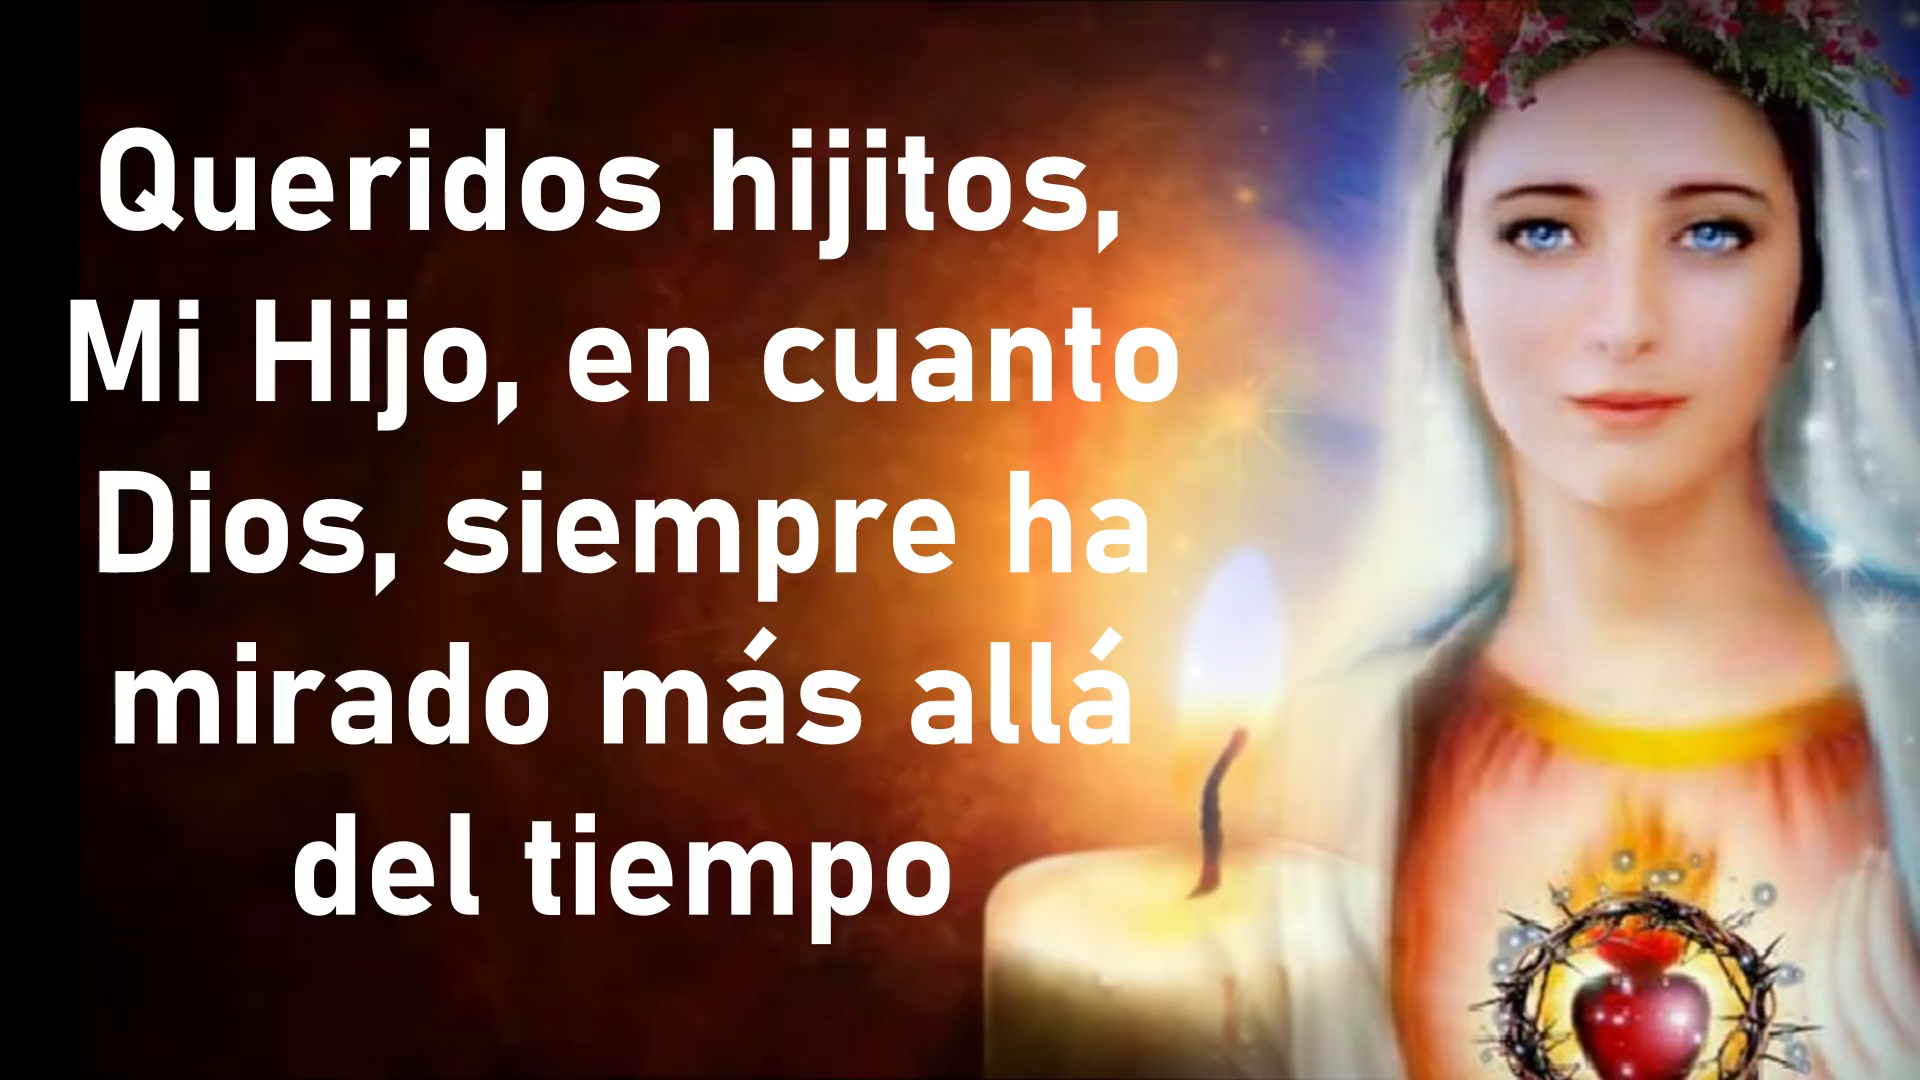 Queridos hijitos,
Mi Hijo, en cuanto
Dios, siempre ha
mirado más allá
del tiempo